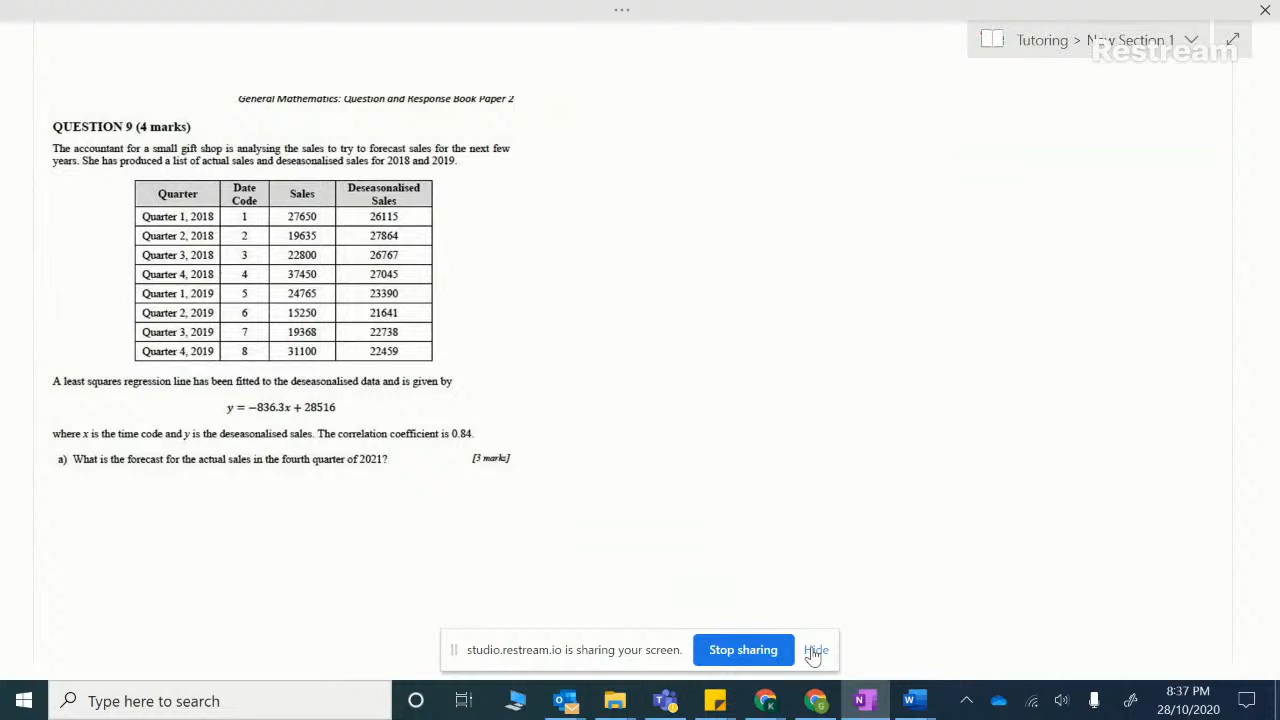 Tutoring > New Section 1
Restream
General Mathematics: Question and Response Book Paper 2
QUESTION 9 (4 marks)
The accountant for a small gift shop is analysing the sales to try to forecast sales for the next few
years. She has produced a list of actual sales and deseasonalised sales for 2018 and 2019.
Quarter Date Code Sales Deseasonalised Sales
Quarter 1, 2018 1 27650 26115
Quarter 2, 2018 2 19635 27864
Quarter 3, 2018 3 22800 26767
Quarter 4, 2018 4 37450 27045
Quarter 1, 2019 5 24765 23390
Quarter 2, 2019 6 15250 21641
Quarter 3, 2019 7 19368 22738
Quarter 4, 2019 8 31100 22459
A least squares regression line has been fitted to the deseasonalised data and is given by
y = −836.3x + 28516
where x is the time code and y is the deseasonalised sales. The correlation coefficient is 0.84.
a) What is the forecast for the actual sales in the fourth quarter of 2021? [3 marks]
studio.restream.io is sharing your screen. Stop sharing Hide
Type here to search
8:37 PM
28/10/2020